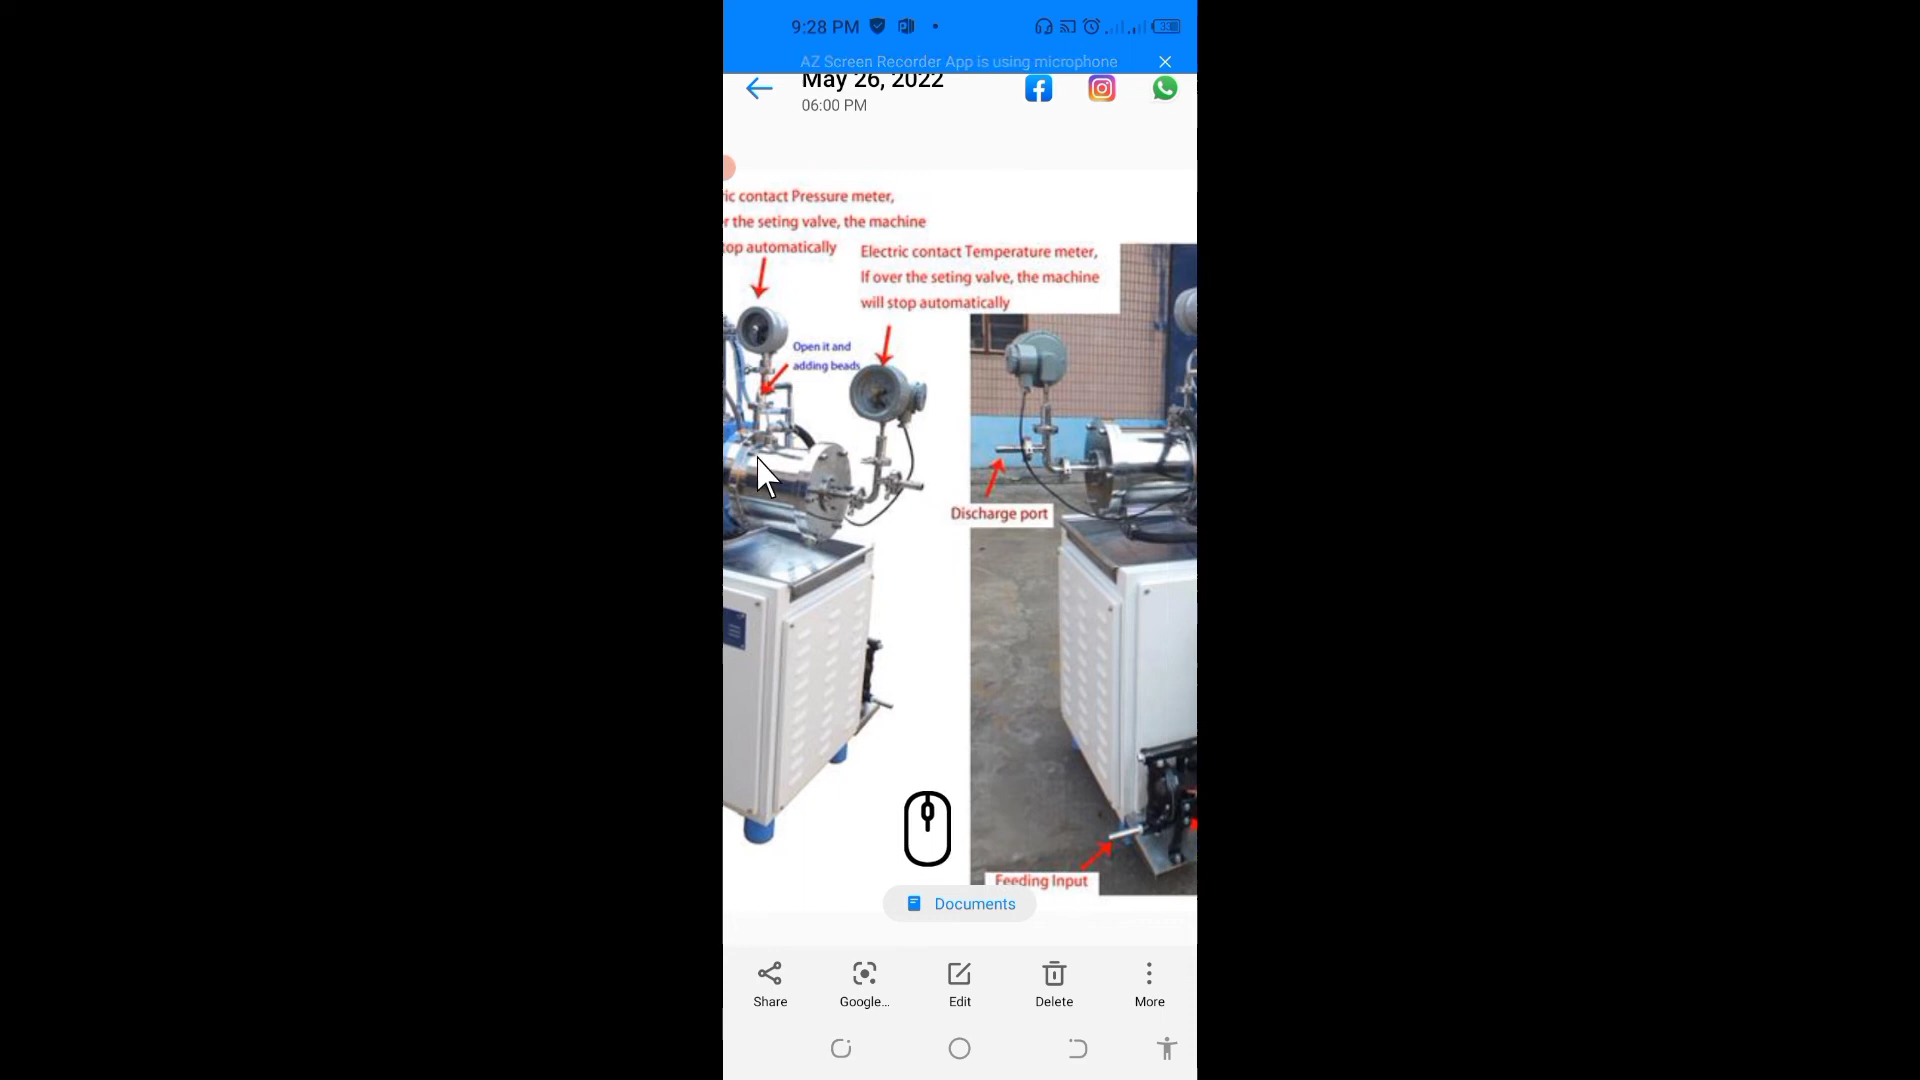 9:28 PM
33
AZ Screen Recorder App is using microphone
May 26, 2022
06:00 PM
ic contact Pressure meter,
r the seting valve, the machine
top automatically
Electric contact Temperature meter,
If over the seting valve, the machine
will stop automatically
Open it and
adding beads
Discharge port
Feeding Input
Documents
Share
Google...
Edit
Delete
More